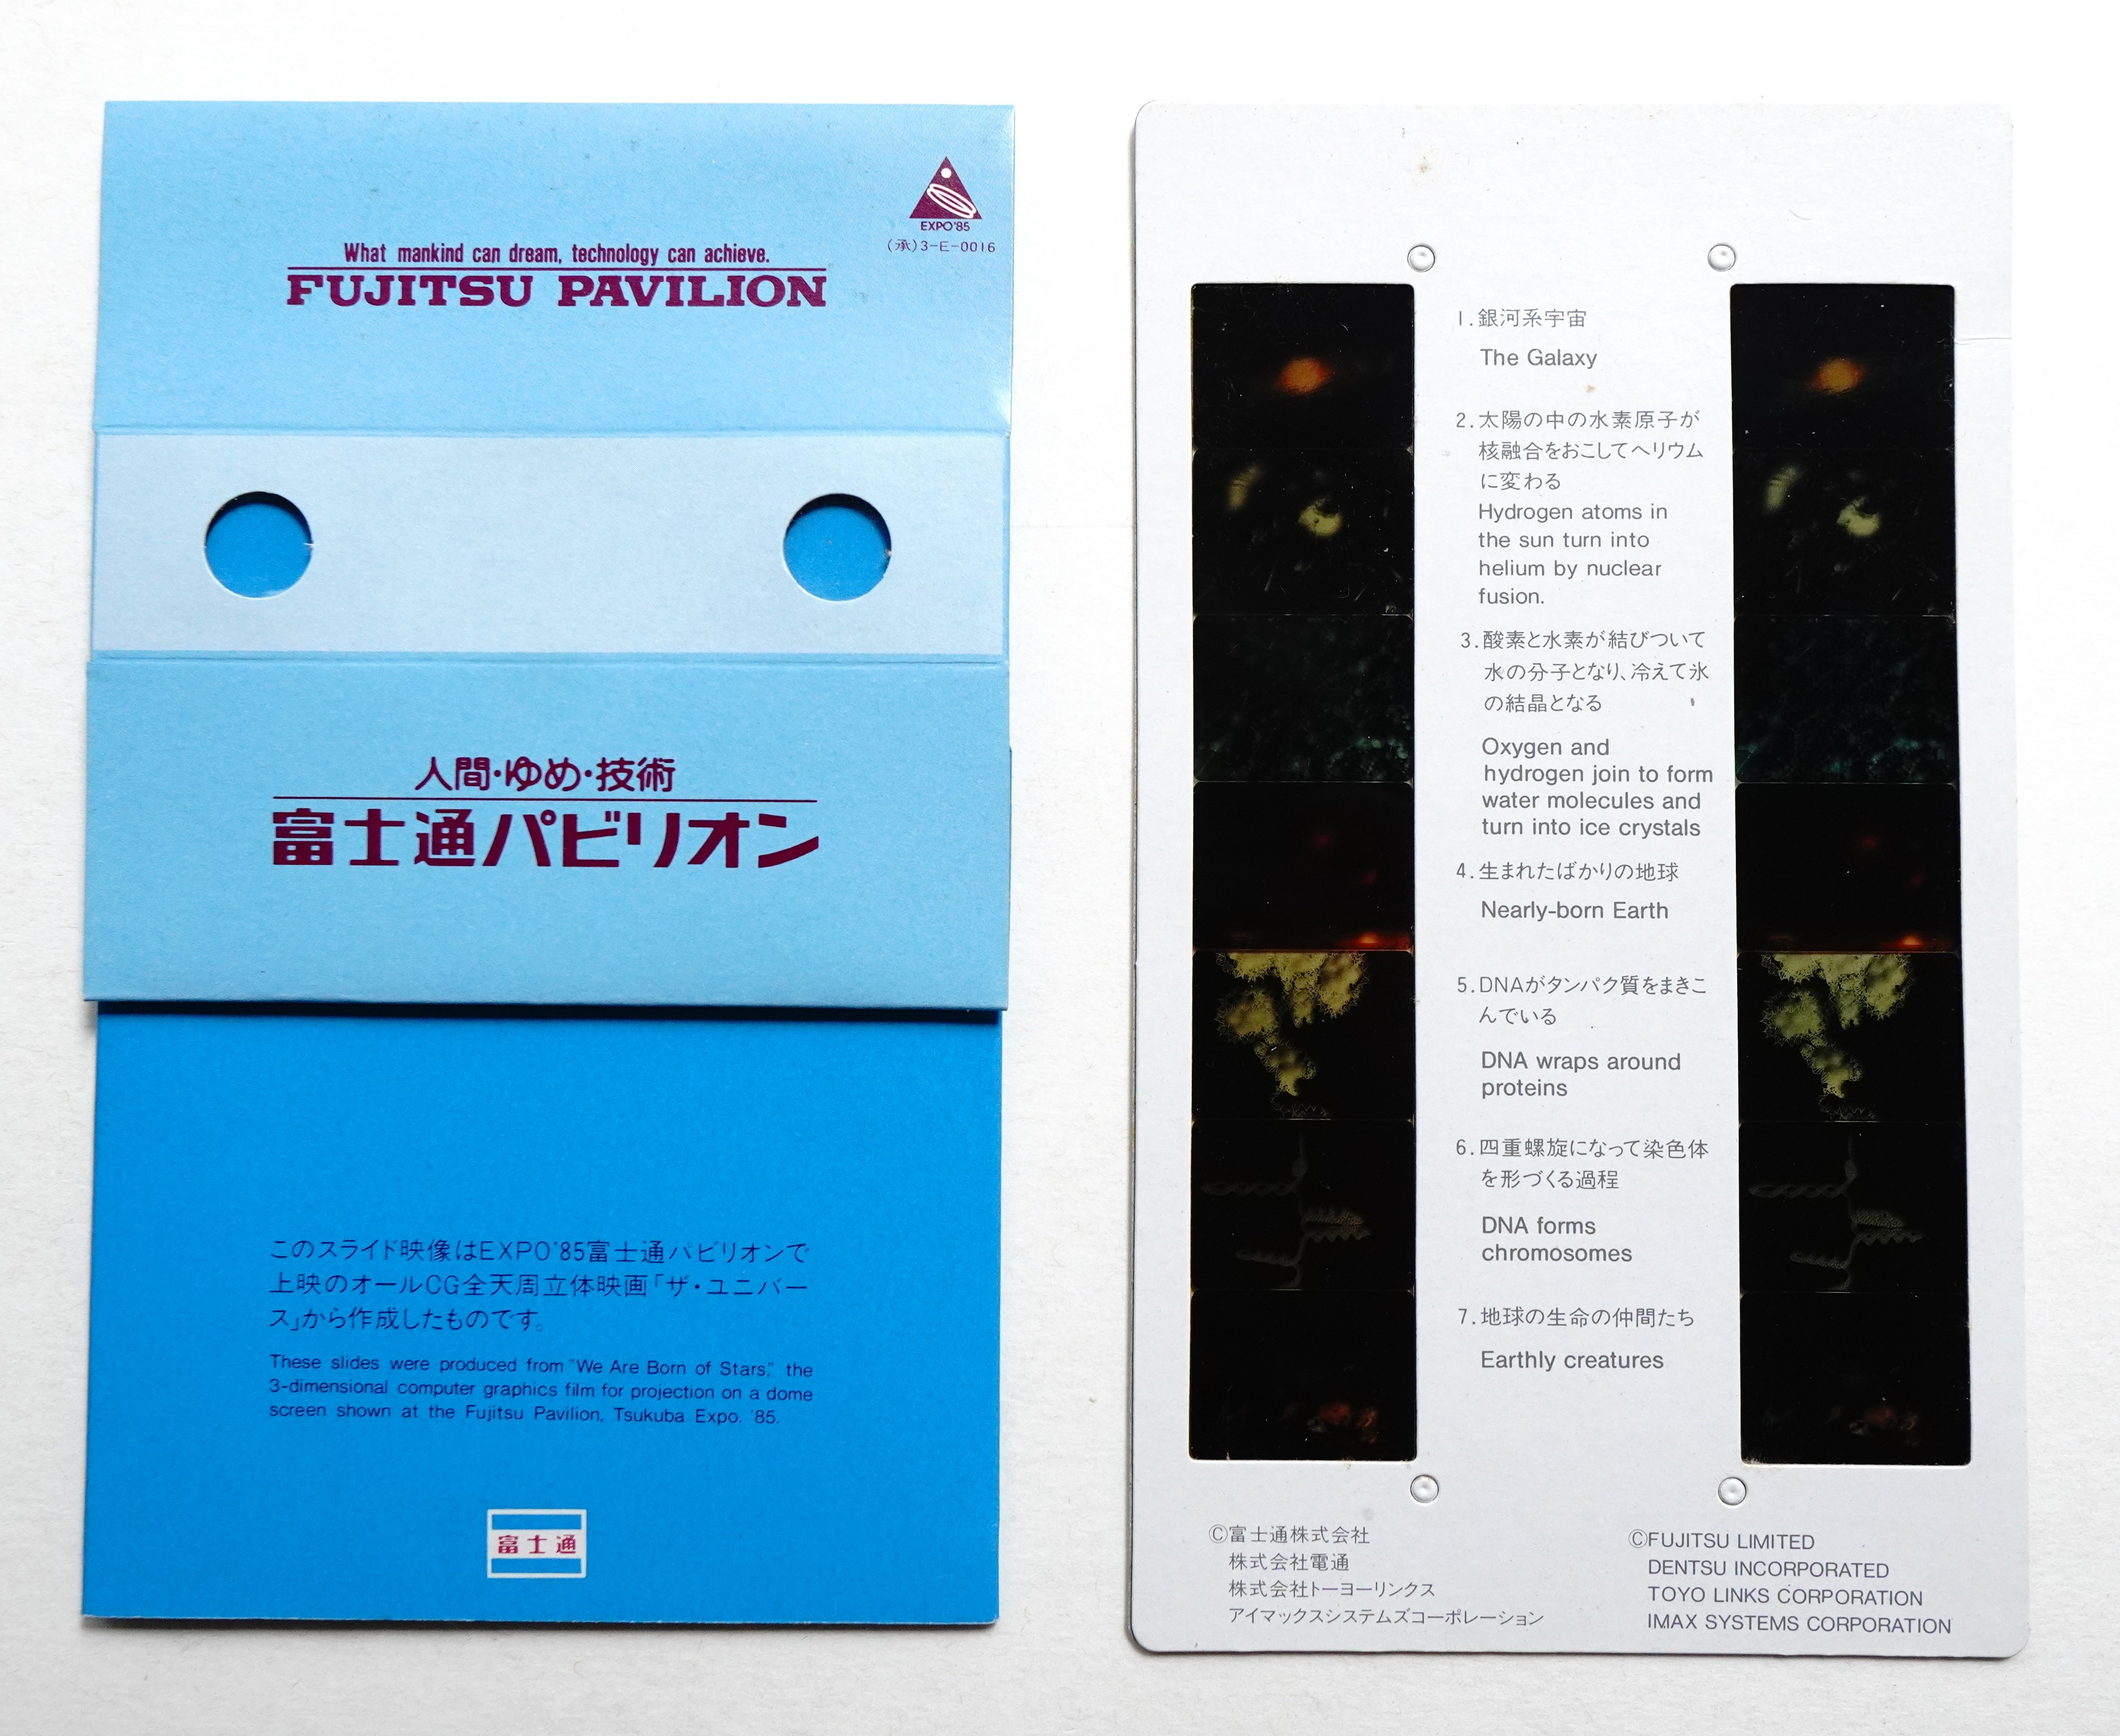 EXPO'85
(承)3-E-0016
What mankind can dream, technology can achieve.
FUJITSU PAVILION
人間・ゆめ・技術
富士通パビリオン
このスライド映像はEXPO'85富士通パビリオンで
上映のオールCG全天周立体映画「ザ・ユニバー
ス」から作成したものです。
These slides were produced from "We Are Born of Stars," the
3-dimensional computer graphics film for projection on a dome
screen shown at the Fujitsu Pavilion, Tsukuba Expo. '85.
富士通
1.銀河系宇宙
The Galaxy
2.太陽の中の水素原子が
核融合をおこしてヘリウム
に変わる
Hydrogen atoms in
the sun turn into
helium by nuclear
fusion.
3.酸素と水素が結びついて
水の分子となり、冷えて氷
の結晶となる
Oxygen and
hydrogen join to form
water molecules and
turn into ice crystals
4.生まれたばかりの地球
Nearly-born Earth
5.DNAがタンパク質をまきこ
んでいる
DNA wraps around
proteins
6.四重螺旋になって染色体
を形づくる過程
DNA forms
chromosomes
7.地球の生命の仲間たち
Earthly creatures
©富士通株式会社
株式会社電通
株式会社トーヨーリンクス
アイマックスシステムズコーポレーション
©FUJITSU LIMITED
DENTSU INCORPORATED
TOYO LINKS CORPORATION
IMAX SYSTEMS CORPORATION